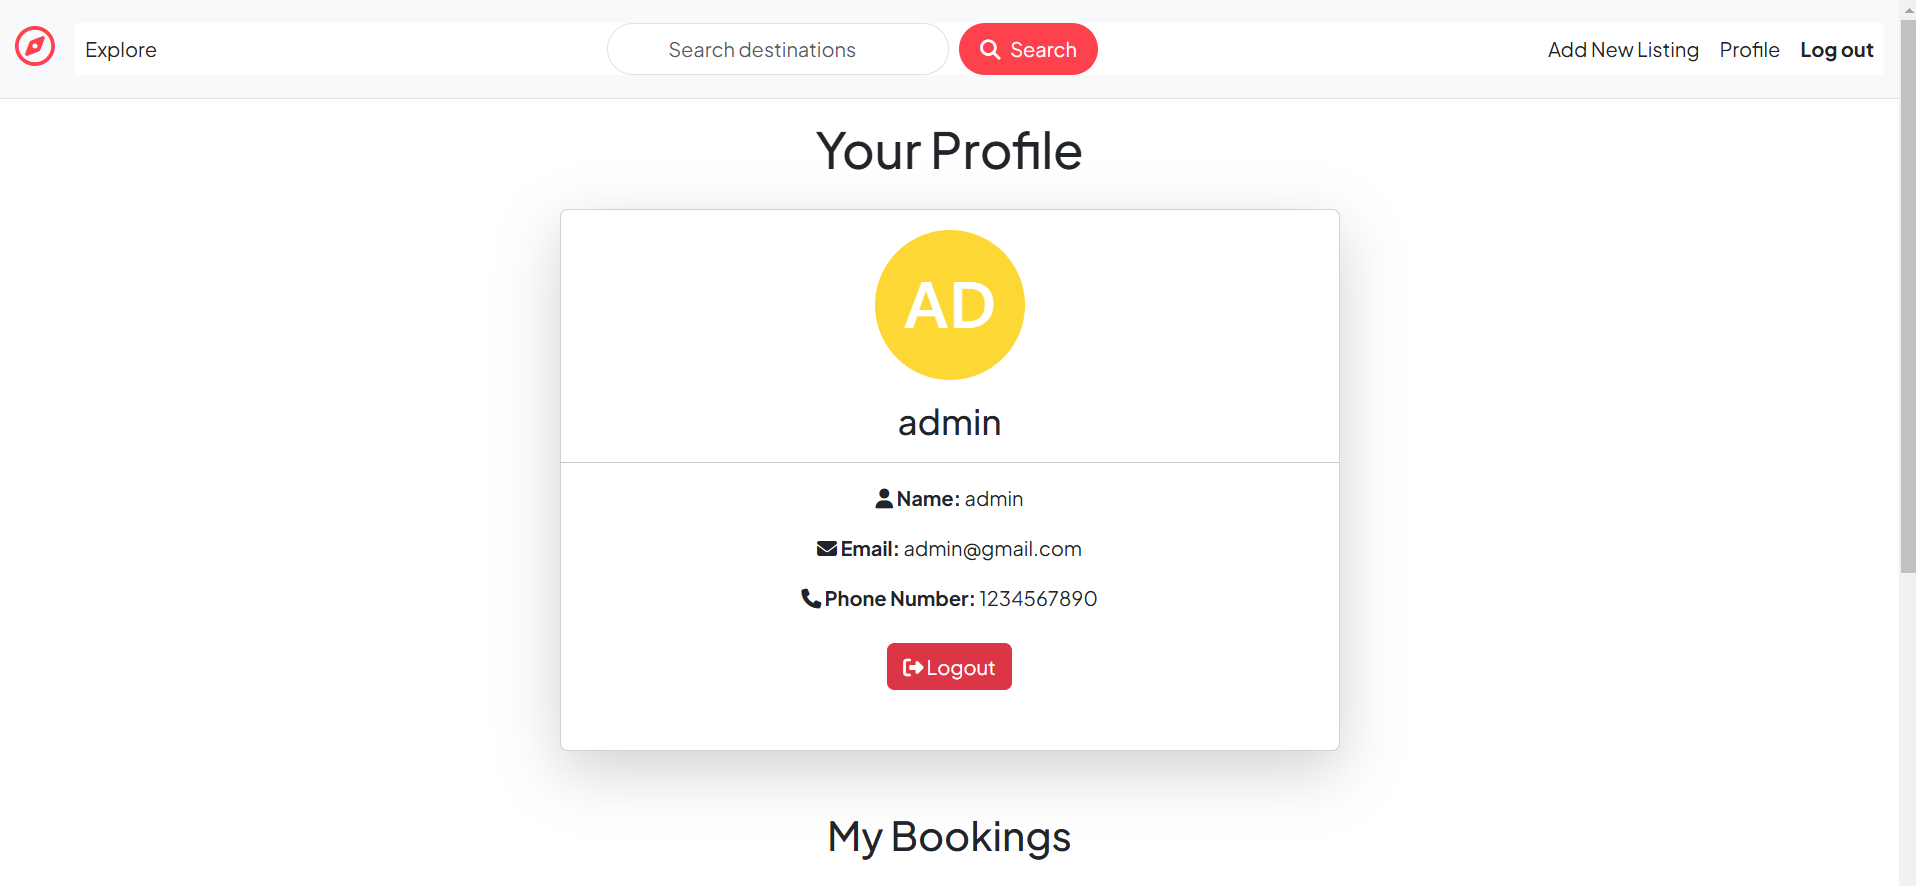 Explore
Search destinations
Search
Add New Listing
Profile
Log out
Your Profile
AD
admin
Name: admin
Email: admin@gmail.com
Phone Number: 1234567890
Logout
My Bookings